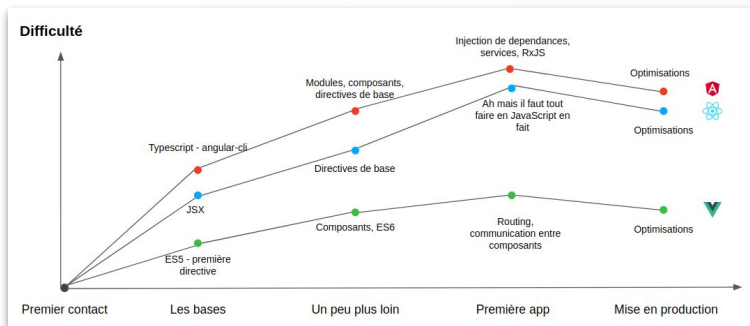 Difficulté
Injection de dependances,
services, RxJS
Optimisations
Modules, composants,
directives de base
Ah mais il faut tout
faire en JavaScript en
fait
Optimisations
Typescript - angular-cli
Directives de base
JSX
Composants, ES6
Routing,
communication entre
composants
Optimisations
ES5 - première
directive
Premier contact
Les bases
Un peu plus loin
Première app
Mise en production
A